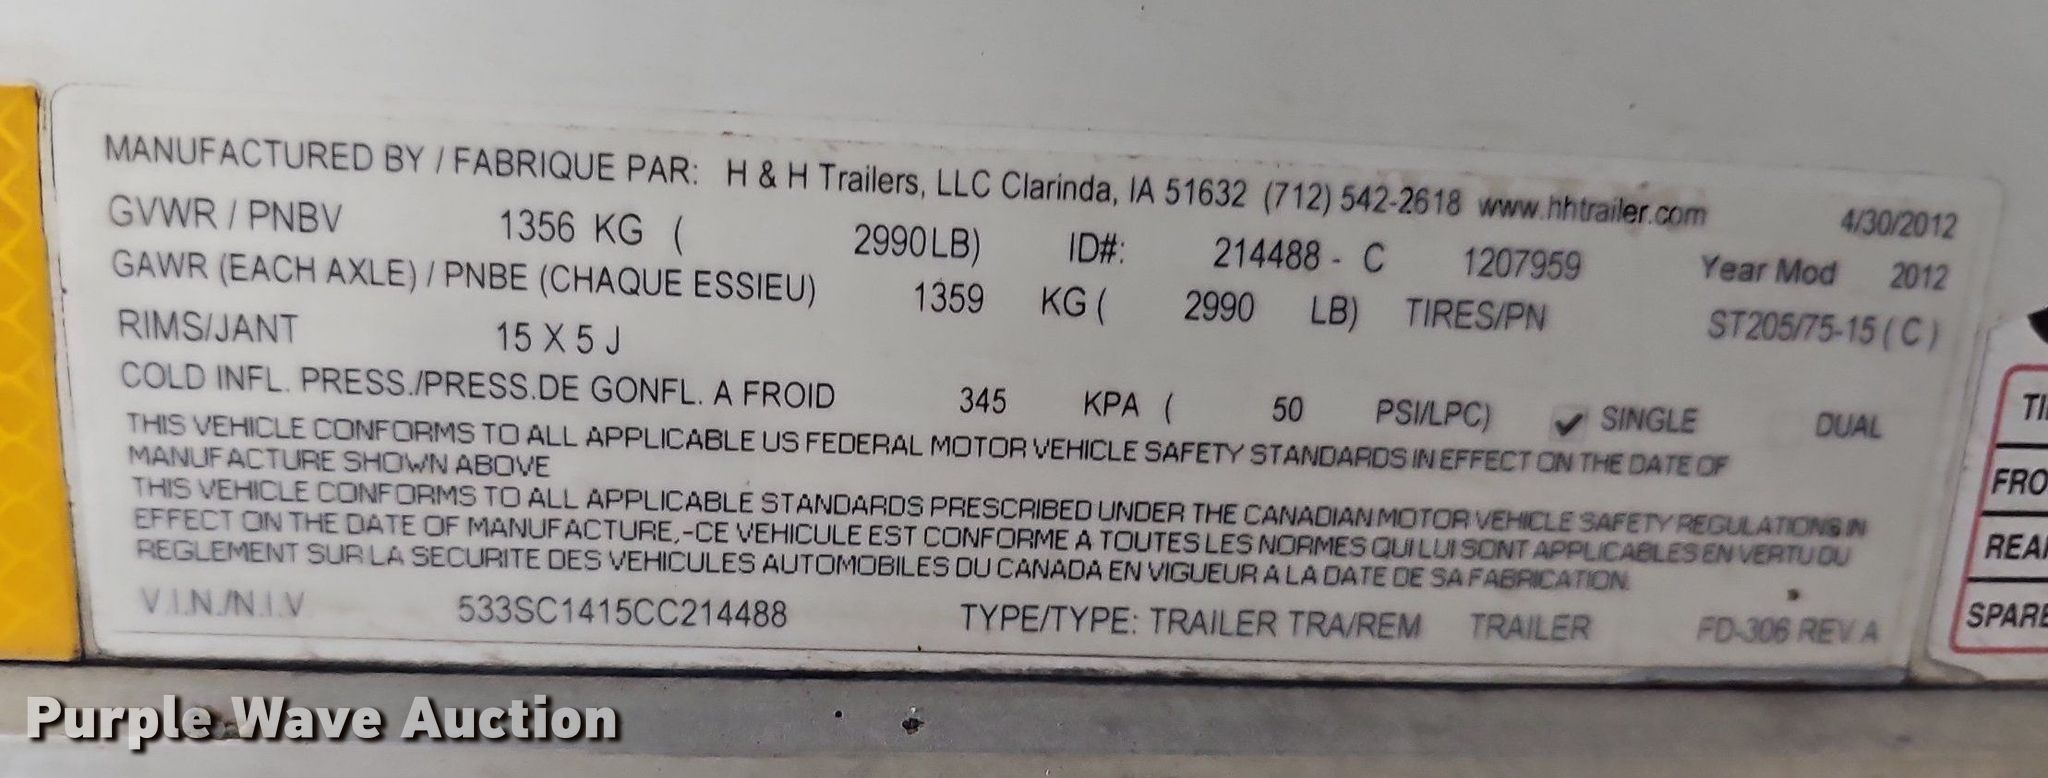 MANUFACTURED BY / FABRIQUE PAR: H & H Trailers, LLC Clarinda, IA 51632 (712) 542-2618 www.hhtrailer.com 4/30/2012
GVWR / PNBV 1356 KG ( 2990LB) ID#: 214488 - C 1207959 Year Mod 2012
GAWR (EACH AXLE) / PNBE (CHAQUE ESSIEU) 1359 KG ( 2990 LB) TIRES/PN ST205/75-15 ( C )
RIMS/JANT 15 X 5 J
COLD INFL. PRESS./PRESS.DE GONFL. A FROID 345 KPA ( 50 PSI/LPC) ✔ SINGLE DUAL
THIS VEHICLE CONFORMS TO ALL APPLICABLE US FEDERAL MOTOR VEHICLE SAFETY STANDARDS IN EFFECT ON THE DATE OF
MANUFACTURE SHOWN ABOVE
THIS VEHICLE CONFORMS TO ALL APPLICABLE STANDARDS PRESCRIBED UNDER THE CANADIAN MOTOR VEHICLE SAFETY REGULATIONS IN
EFFECT ON THE DATE OF MANUFACTURE,-CE VEHICULE EST CONFORME A TOUTES LES NORMES QUI LUI SONT APPLICABLES EN VERTU DU
REGLEMENT SUR LA SECURITE DES VEHICULES AUTOMOBILES DU CANADA EN VIGUEUR A LA DATE DE SA FABRICATION.
V.I.N./N.I.V. 533SC1415CC214488 TYPE/TYPE: TRAILER TRA/REM TRAILER FD-306 REV A
TI
FRO
REA
SPARE
Purple Wave Auction